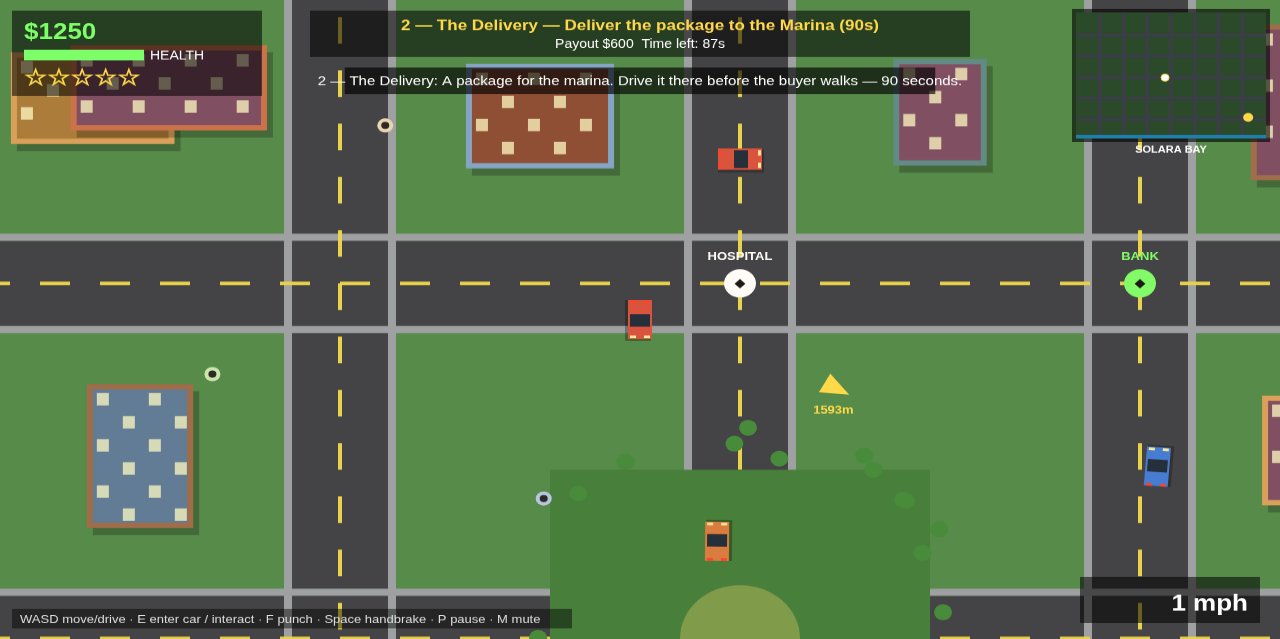 $1250
HEALTH
2 — The Delivery — Deliver the package to the Marina (90s)
Payout $600 Time left: 87s
2 — The Delivery: A package for the marina. Drive it there before the buyer walks — 90 seconds.
SOLARA BAY
HOSPITAL
BANK
1593m
1 mph
WASD move/drive · E enter car / interact · F punch · Space handbrake · P pause · M mute